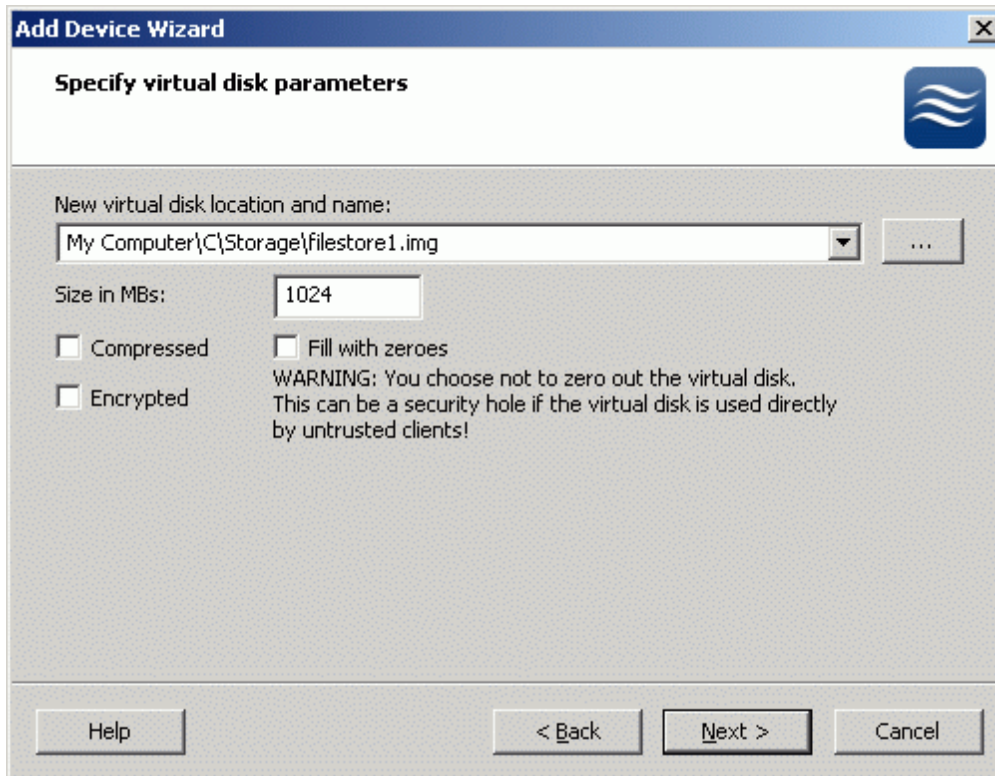 Add Device Wizard
Specify virtual disk parameters
New virtual disk location and name:
My Computer\C\Storage\filestore1.img
...
Size in MBs:
1024
Compressed
Fill with zeroes
Encrypted
WARNING: You choose not to zero out the virtual disk.
This can be a security hole if the virtual disk is used directly
by untrusted clients!
Help
< Back
Next >
Cancel